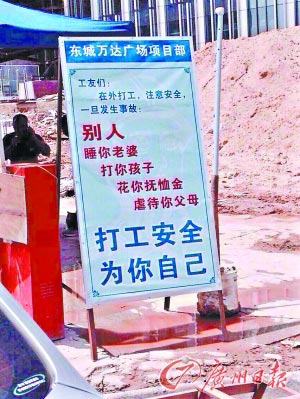 东城万达广场项目部
工友们：
在外打工，注意安全，
一旦发生事故：
别人
睡你老婆
打你孩子
花你抚恤金
虐待你父母
打工安全
为你自己
广州日报